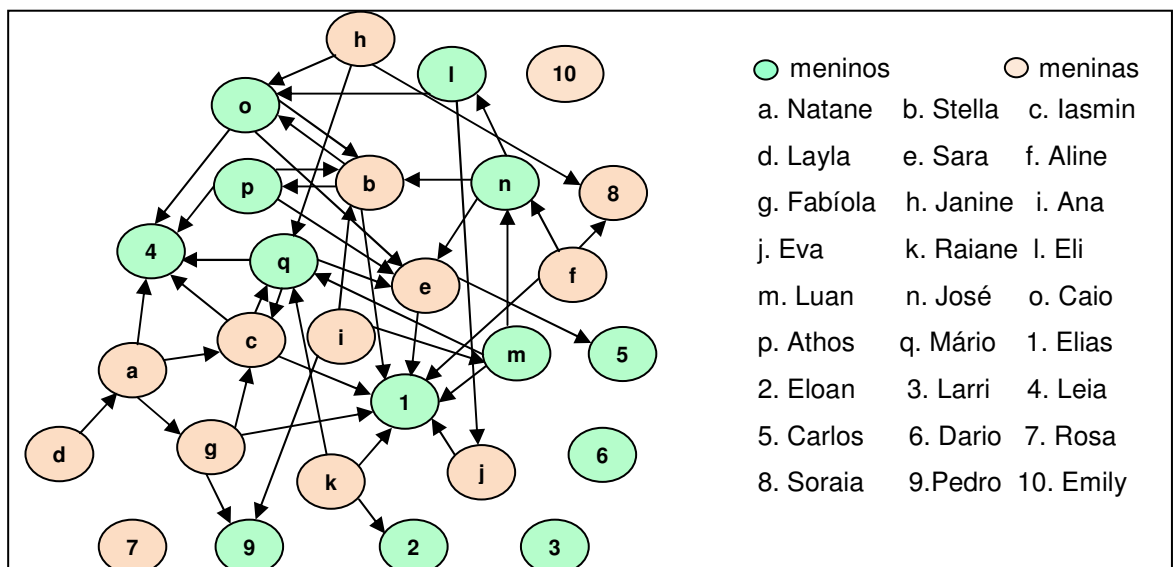 h
l
10
o
p
b
n
8
4
q
e
f
c
i
m
5
a
1
d
g
k
j
6
7
9
2
3
meninos meninas
a. Natane b. Stella c. Iasmin
d. Layla e. Sara f. Aline
g. Fabíola h. Janine i. Ana
j. Eva k. Raiane l. Eli
m. Luan n. José o. Caio
p. Athos q. Mário 1. Elias
2. Eloan 3. Larri 4. Leia
5. Carlos 6. Dario 7. Rosa
8. Soraia 9.Pedro 10. Emily